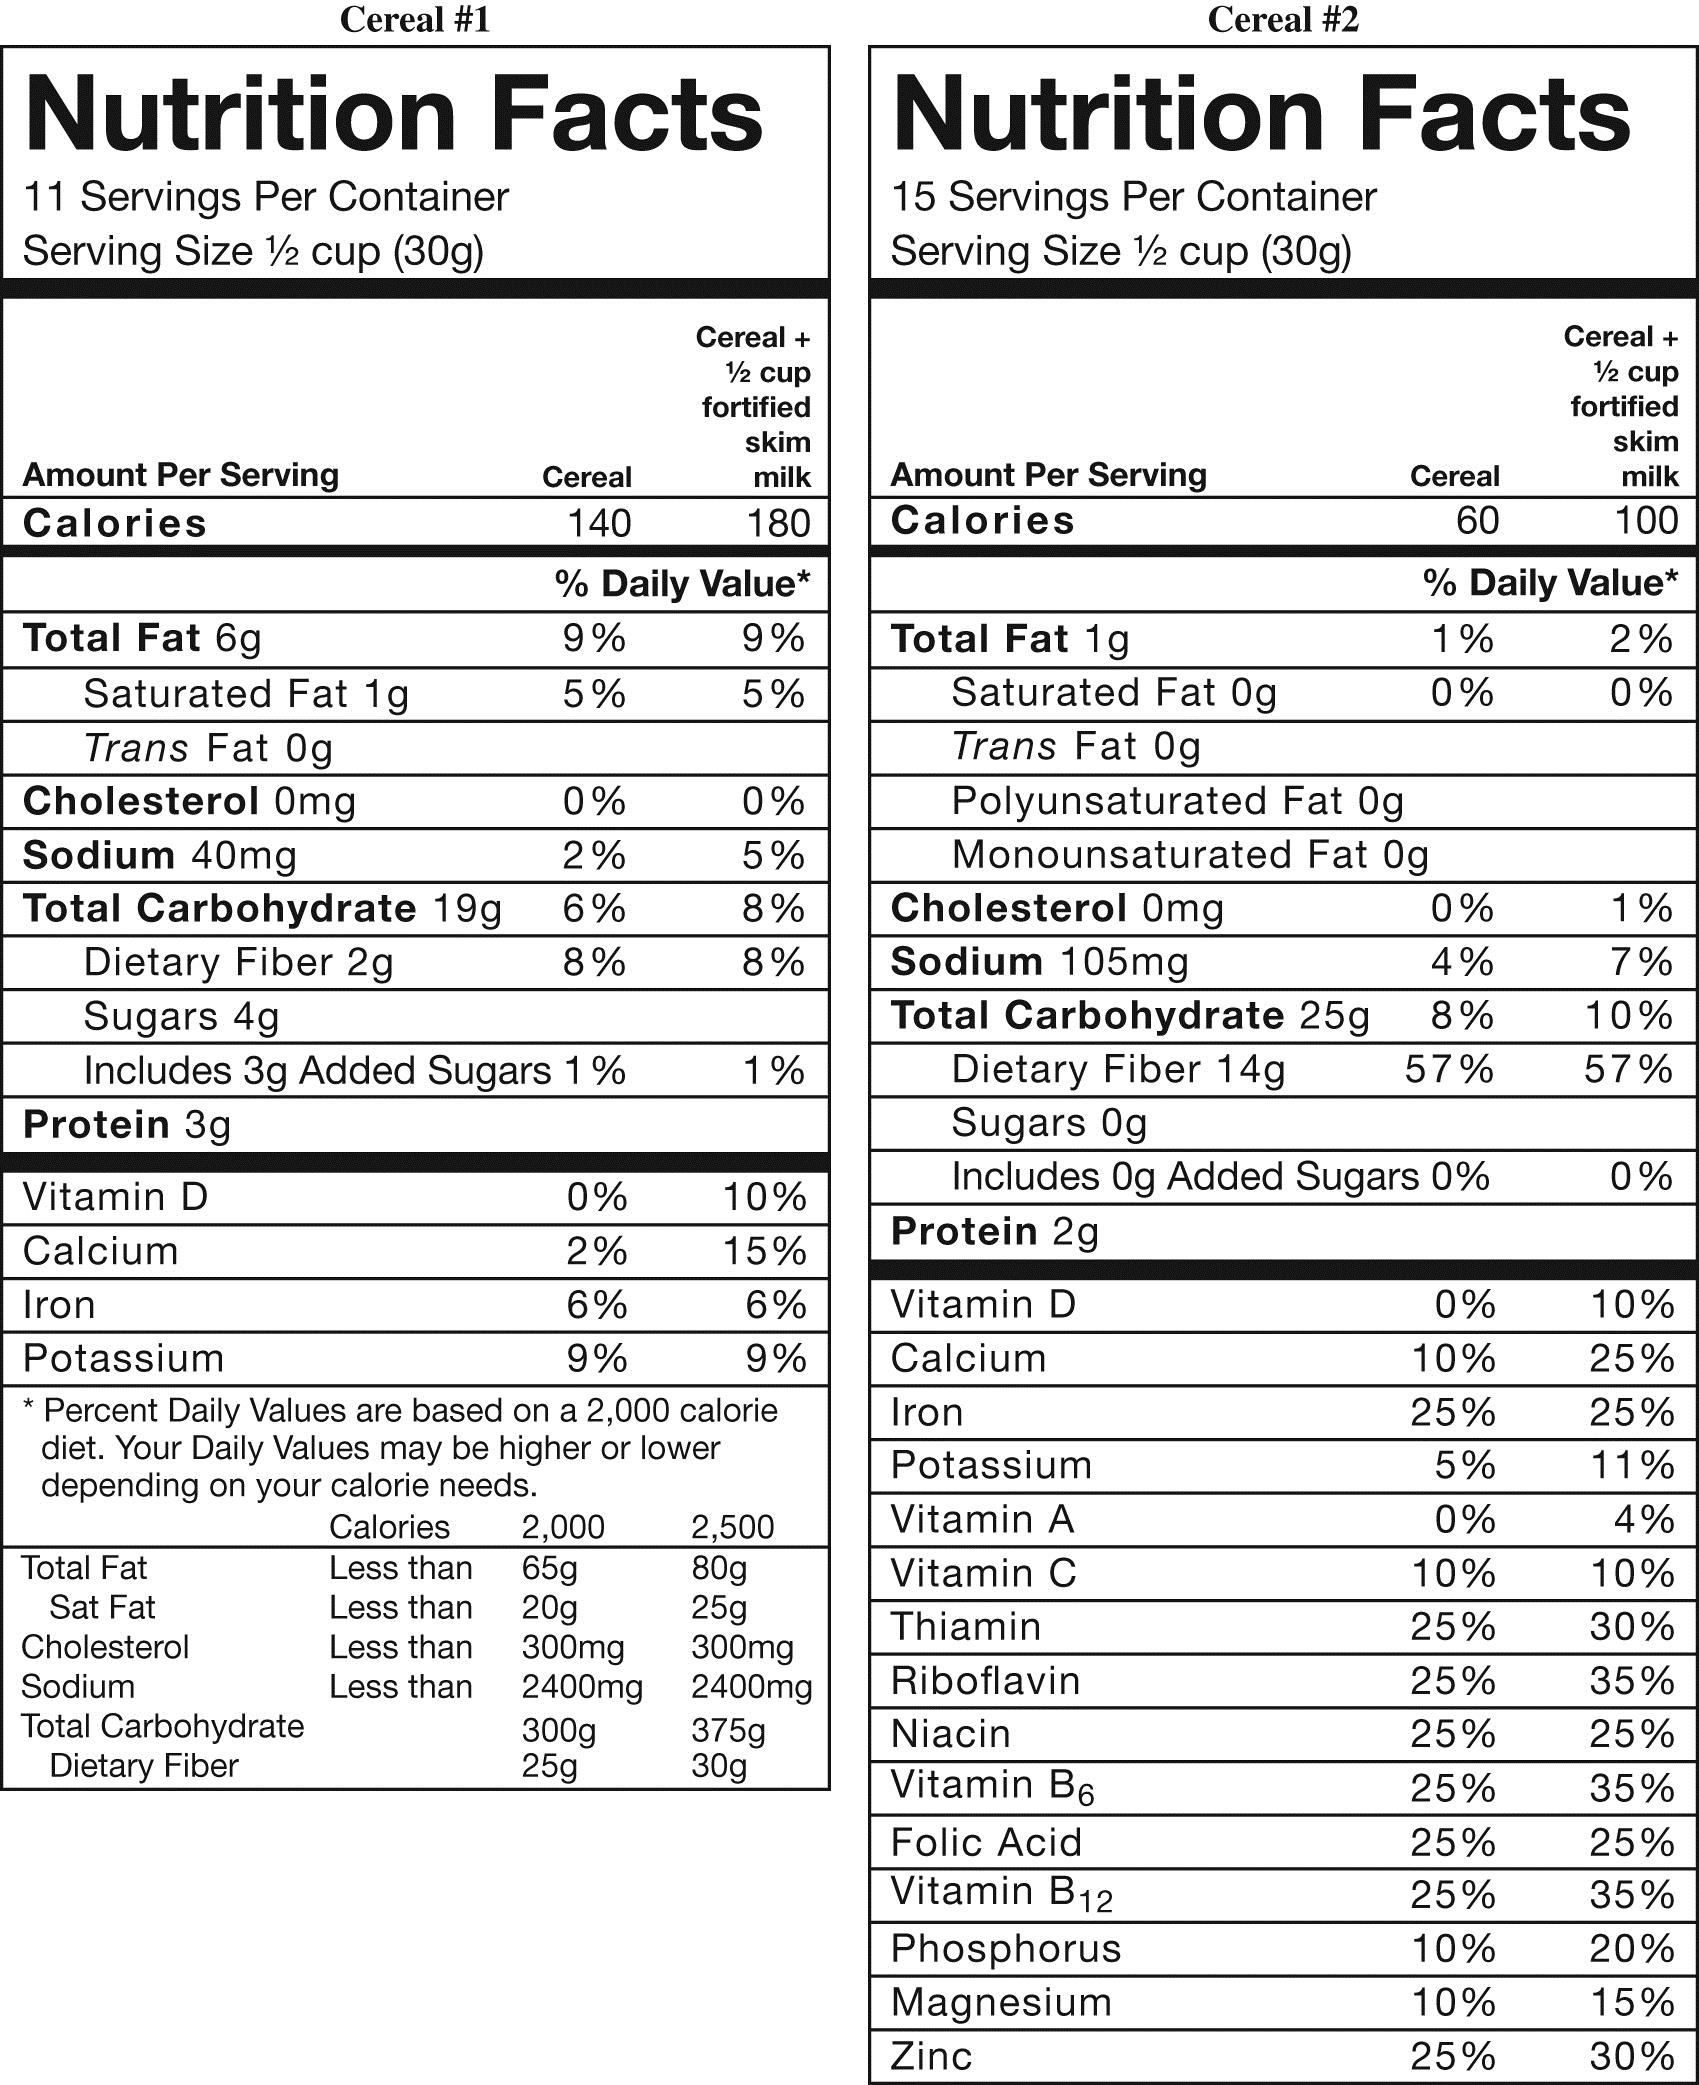 Cereal #1
Nutrition Facts
11 Servings Per Container
Serving Size ½ cup (30g)
Cereal +
½ cup
fortified
skim
Amount Per Serving Cereal milk
Calories 140 180
% Daily Value*
Total Fat 6g 9% 9%
Saturated Fat 1g 5% 5%
Trans Fat 0g
Cholesterol 0mg 0% 0%
Sodium 40mg 2% 5%
Total Carbohydrate 19g 6% 8%
Dietary Fiber 2g 8% 8%
Sugars 4g
Includes 3g Added Sugars 1% 1%
Protein 3g
Vitamin D 0% 10%
Calcium 2% 15%
Iron 6% 6%
Potassium 9% 9%
* Percent Daily Values are based on a 2,000 calorie
diet. Your Daily Values may be higher or lower
depending on your calorie needs.
Calories 2,000 2,500
Total Fat Less than 65g 80g
Sat Fat Less than 20g 25g
Cholesterol Less than 300mg 300mg
Sodium Less than 2400mg 2400mg
Total Carbohydrate 300g 375g
Dietary Fiber 25g 30g
Cereal #2
Nutrition Facts
15 Servings Per Container
Serving Size ½ cup (30g)
Cereal +
½ cup
fortified
skim
Amount Per Serving Cereal milk
Calories 60 100
% Daily Value*
Total Fat 1g 1% 2%
Saturated Fat 0g 0% 0%
Trans Fat 0g
Polyunsaturated Fat 0g
Monounsaturated Fat 0g
Cholesterol 0mg 0% 1%
Sodium 105mg 4% 7%
Total Carbohydrate 25g 8% 10%
Dietary Fiber 14g 57% 57%
Sugars 0g
Includes 0g Added Sugars 0% 0%
Protein 2g
Vitamin D 0% 10%
Calcium 10% 25%
Iron 25% 25%
Potassium 5% 11%
Vitamin A 0% 4%
Vitamin C 10% 10%
Thiamin 25% 30%
Riboflavin 25% 35%
Niacin 25% 25%
Vitamin B₆ 25% 35%
Folic Acid 25% 25%
Vitamin B₁₂ 25% 35%
Phosphorus 10% 20%
Magnesium 10% 15%
Zinc 25% 30%